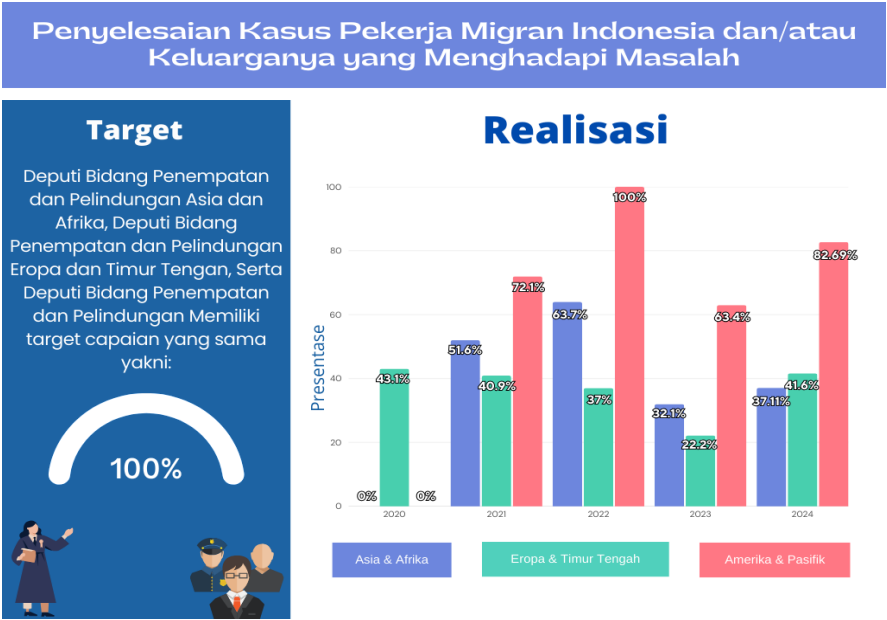 Penyelesaian Kasus Pekerja Migran Indonesia dan/atau
Keluarganya yang Menghadapi Masalah
Target
Deputi Bidang Penempatan
dan Pelindungan Asia dan
Afrika, Deputi Bidang
Penempatan dan Pelindungan
Eropa dan Timur Tengan, Serta
Deputi Bidang Penempatan
dan Pelindungan Memiliki
target capaian yang sama
yakni:
100%
Realisasi
Presentase
100
80
60
40
20
0
0%
43.1%
0%
51.6%
40.9%
72.1%
63.7%
37%
100%
32.1%
22.2%
63.4%
37.11%
41.6%
82.69%
2020
2021
2022
2023
2024
Asia & Afrika
Eropa & Timur Tengah
Amerika & Pasifik